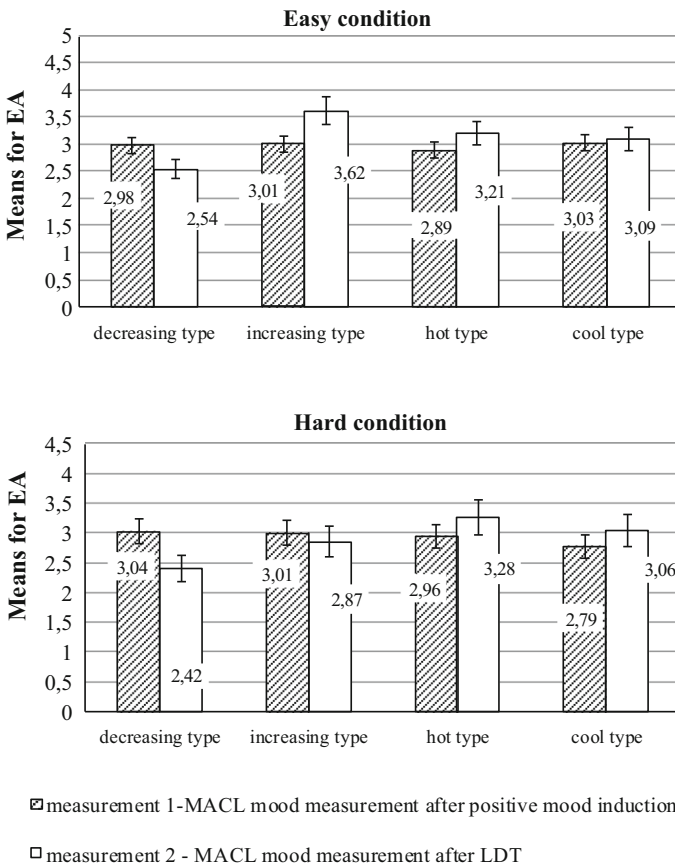 Easy condition
Means for EA
5
4,5
4
3,5
3
2,5
2
1,5
1
0,5
0
2,98
2,54
3,01
3,62
2,89
3,21
3,03
3,09
decreasing type
increasing type
hot type
cool type
Hard condition
Means for EA
4,5
4
3,5
3
2,5
2
1,5
1
0,5
0
3,04
2,42
3,01
2,87
2,96
3,28
2,79
3,06
decreasing type
increasing type
hot type
cool type
measurement 1-MACL mood measurement after positive mood induction
measurement 2 - MACL mood measurement after LDT